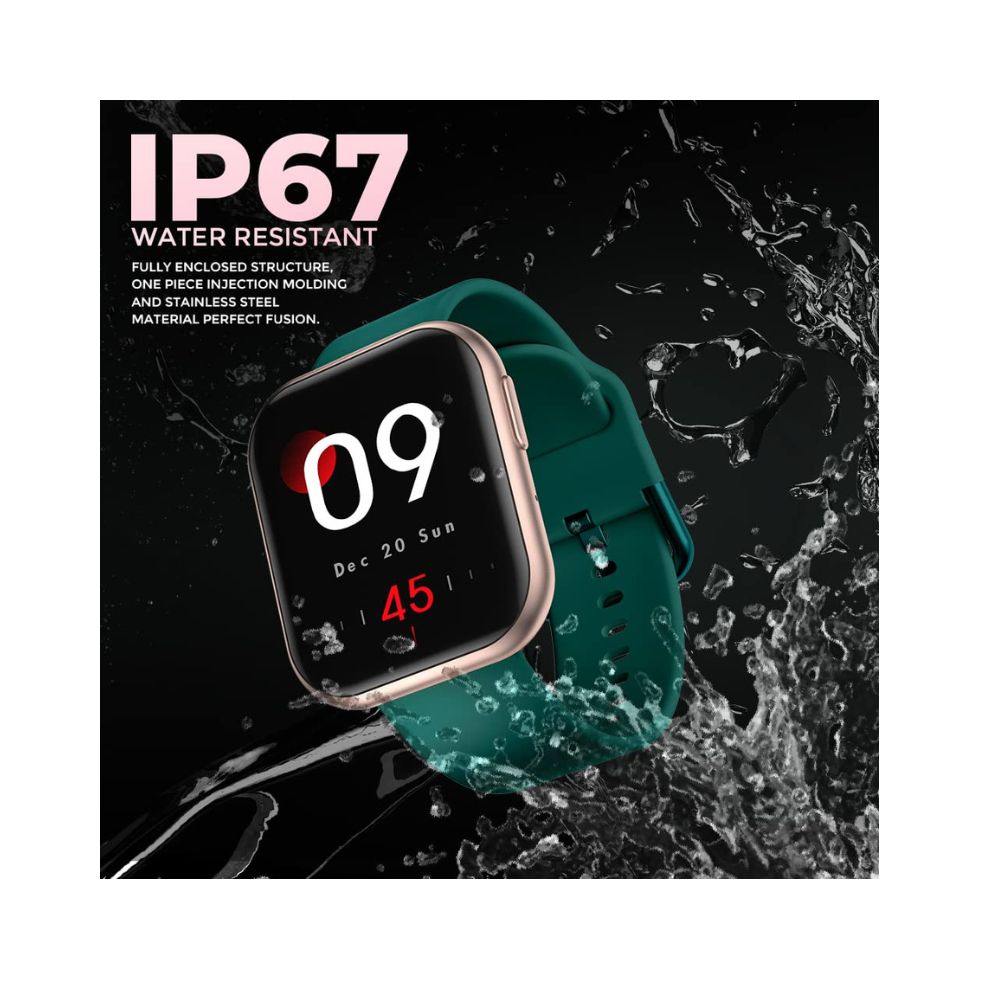 IP67
WATER RESISTANT
FULLY ENCLOSED STRUCTURE,
ONE PIECE INJECTION MOLDING
AND STAINLESS STEEL
MATERIAL PERFECT FUSION.
09
Dec 20 Sun
45